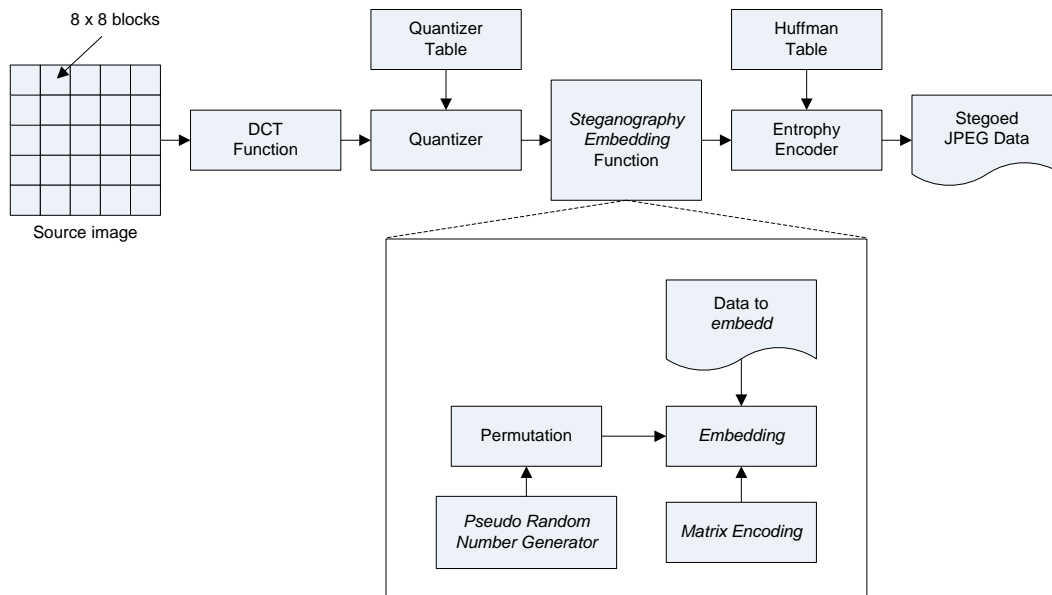 8 x 8 blocks
Source image
DCT
Function
Quantizer
Table
Quantizer
Steganography
Embedding
Function
Huffman
Table
Entrophy
Encoder
Stegoed
JPEG Data
Data to
embedd
Permutation
Embedding
Pseudo Random
Number Generator
Matrix Encoding